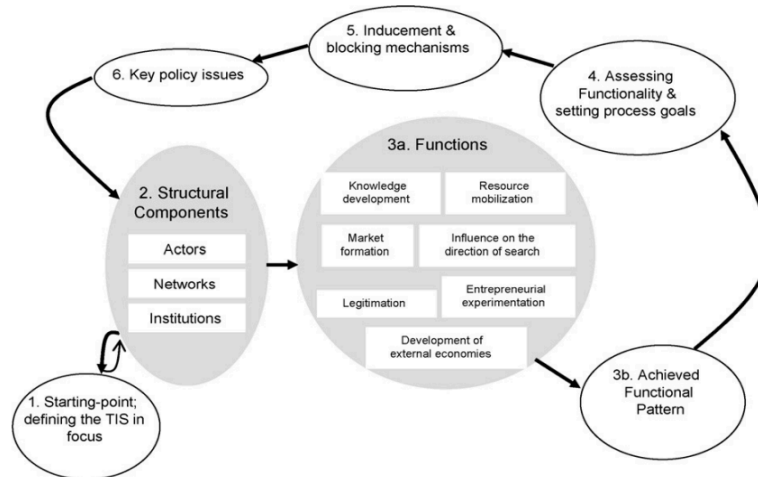 5. Inducement &
blocking mechanisms
6. Key policy issues
4. Assessing
Functionality &
setting process goals
3a. Functions
2. Structural
Components
Knowledge
development
Resource
mobilization
Actors
Market
formation
Influence on the
direction of search
Networks
Institutions
Legitimation
Entrepreneurial
experimentation
Development of
external economies
1. Starting-point;
defining the TIS in
focus
3b. Achieved
Functional
Pattern